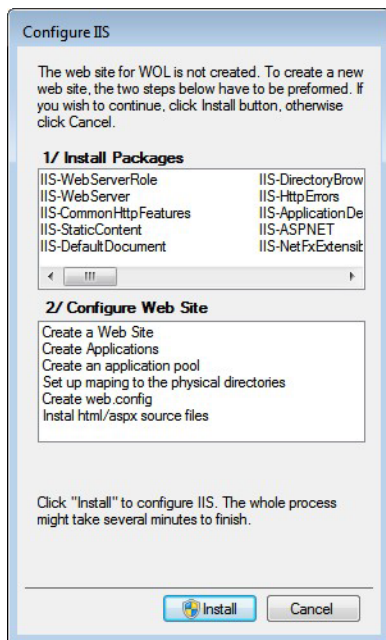 Configure IIS
The web site for WOL is not created. To create a new
web site, the two steps below have to be preformed. If
you wish to continue, click Install button, otherwise
click Cancel.
1/ Install Packages
IIS-WebServerRole IIS-DirectoryBrow
IIS-WebServer IIS-HttpErrors
IIS-CommonHttpFeatures IIS-ApplicationDe
IIS-StaticContent IIS-ASPNET
IIS-DefaultDocument IIS-NetFxExtensib
2/ Configure Web Site
Create a Web Site
Create Applications
Create an application pool
Set up maping to the physical directories
Create web.config
Instal html/aspx source files
Click "Install" to configure IIS. The whole process
might take several minutes to finish.
Install Cancel